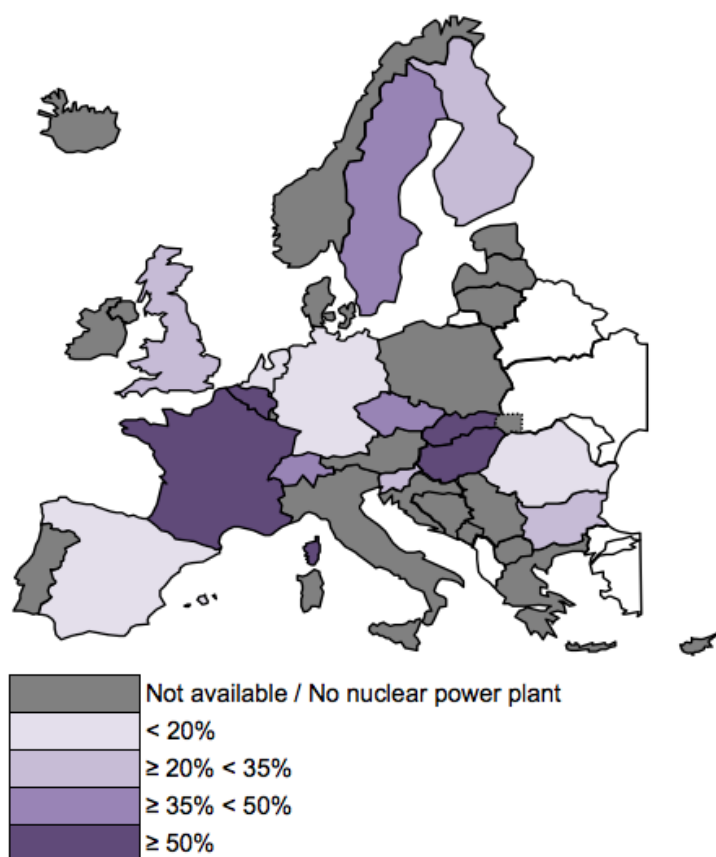 Not available / No nuclear power plant
< 20%
≥ 20% < 35%
≥ 35% < 50%
≥ 50%